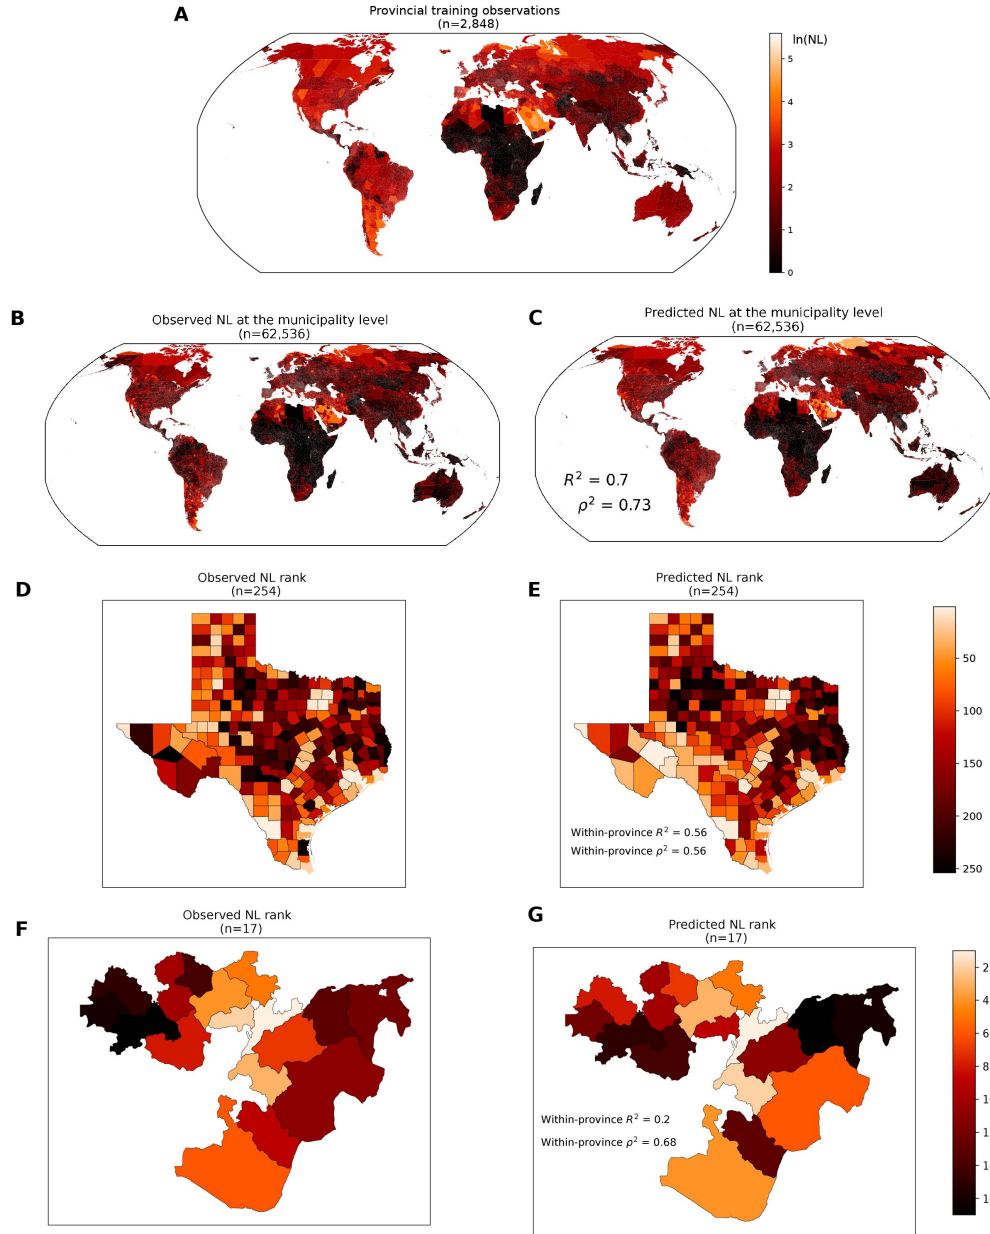 A
Provincial training observations
(n=2,848)
ln(NL)
5
4
3
2
1
0
B
Observed NL at the municipality level
(n=62,536)
C
Predicted NL at the municipality level
(n=62,536)
R² = 0.7
ρ² = 0.73
D
Observed NL rank
(n=254)
E
Predicted NL rank
(n=254)
Within-province R² = 0.56
Within-province ρ² = 0.56
50
100
150
200
250
F
Observed NL rank
(n=17)
G
Predicted NL rank
(n=17)
Within-province R² = 0.2
Within-province ρ² = 0.68
2
4
6
8